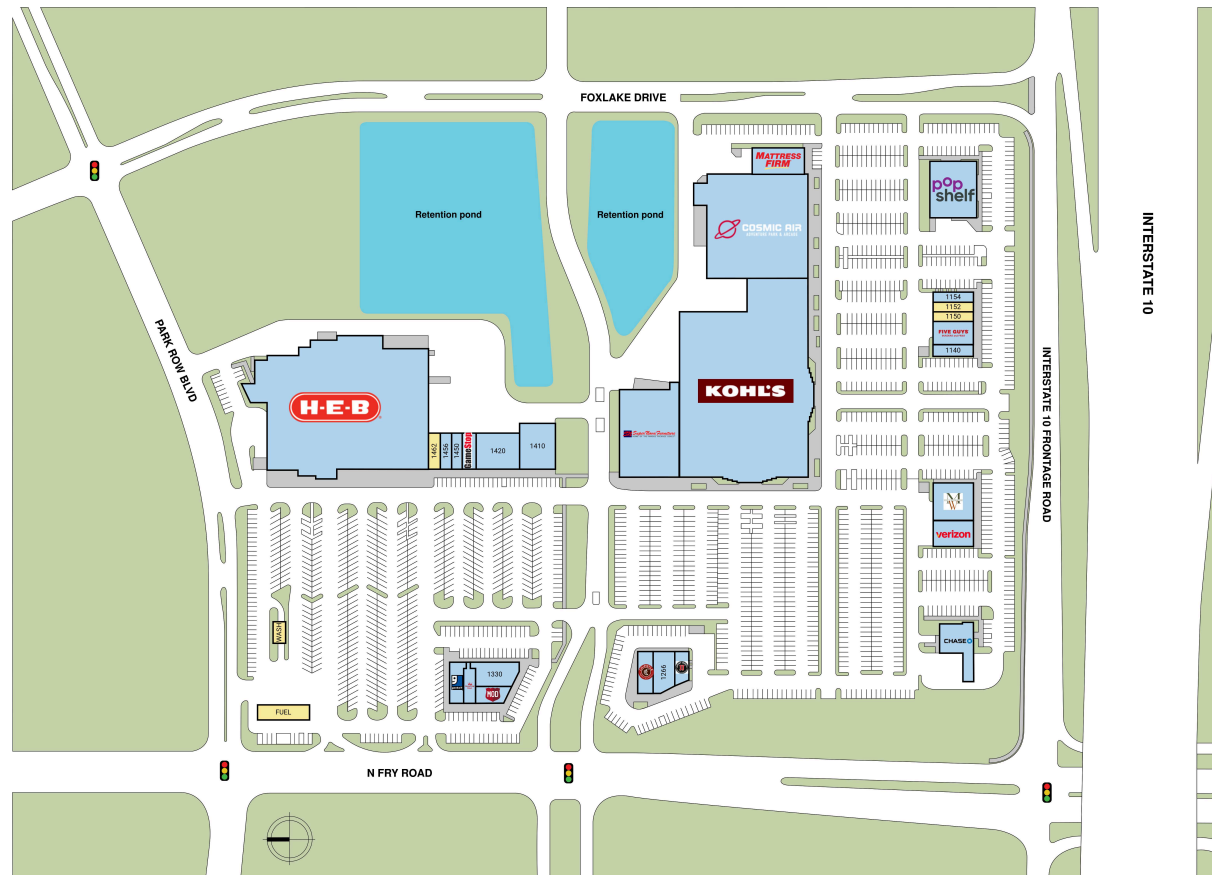 FOXLAKE DRIVE
MATTRESS
FIRM
pop
shelf
Retention pond
Retention pond
COSMIC AIR
INTERSTATE 10
1154
1152
1150
FIVE GUYS
1140
PARK ROW BLVD
INTERSTATE 10 FRONTAGE ROAD
H-E-B
KOHL'S
1462
1456
1450
GameStop
1420
1410
MW
verizon
WASH
CHASE
1330
MOD
1266
FUEL
N FRY ROAD